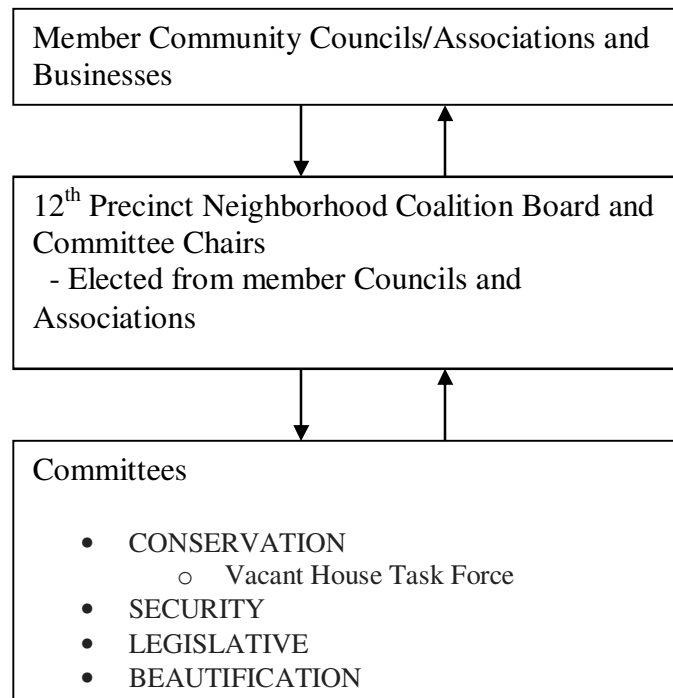 Member Community Councils/Associations and
Businesses
12th Precinct Neighborhood Coalition Board and
Committee Chairs
- Elected from member Councils and
Associations
Committees
• CONSERVATION
o Vacant House Task Force
• SECURITY
• LEGISLATIVE
• BEAUTIFICATION